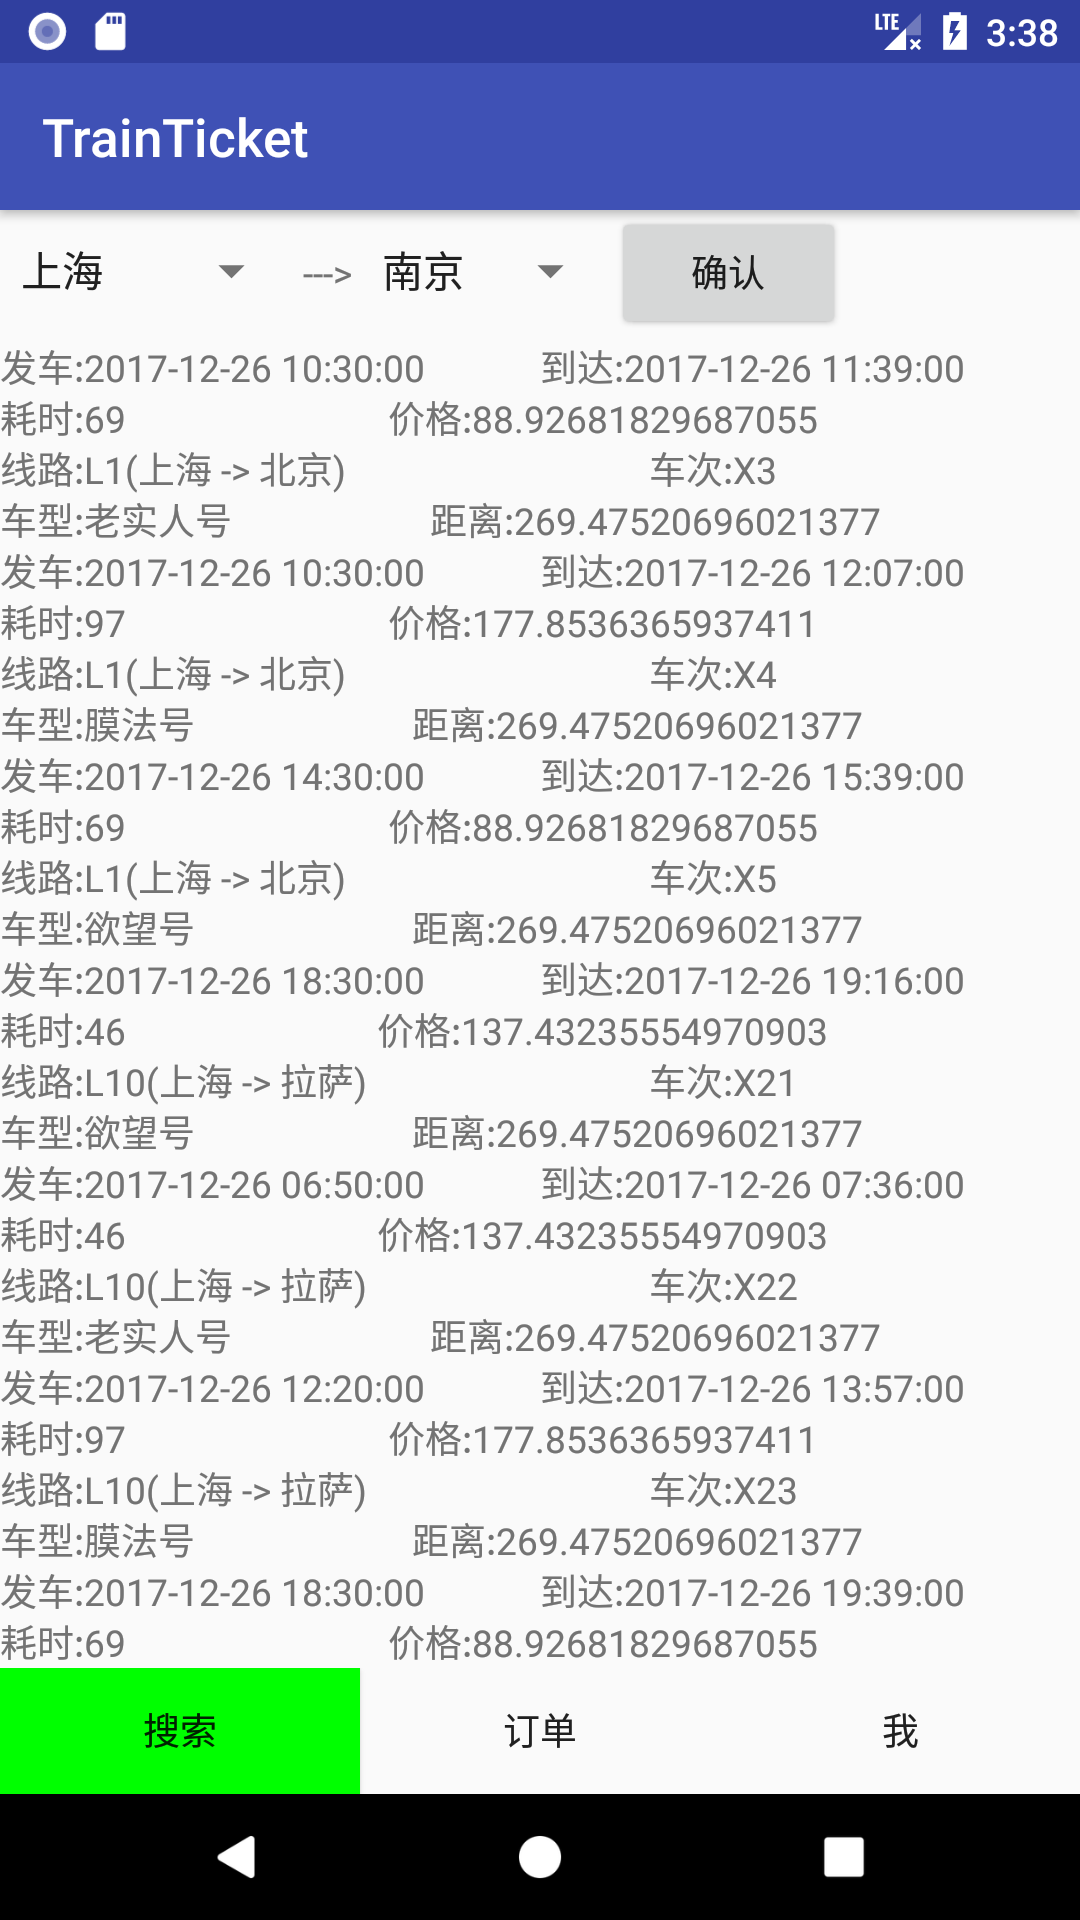 LTE 3:38
TrainTicket
上海 ---> 南京 确认
发车:2017-12-26 10:30:00 到达:2017-12-26 11:39:00
耗时:69 价格:88.92681829687055
线路:L1(上海 -> 北京) 车次:X3
车型:老实人号 距离:269.47520696021377
发车:2017-12-26 10:30:00 到达:2017-12-26 12:07:00
耗时:97 价格:177.8536365937411
线路:L1(上海 -> 北京) 车次:X4
车型:膜法号 距离:269.47520696021377
发车:2017-12-26 14:30:00 到达:2017-12-26 15:39:00
耗时:69 价格:88.92681829687055
线路:L1(上海 -> 北京) 车次:X5
车型:欲望号 距离:269.47520696021377
发车:2017-12-26 18:30:00 到达:2017-12-26 19:16:00
耗时:46 价格:137.43235554970903
线路:L10(上海 -> 拉萨) 车次:X21
车型:欲望号 距离:269.47520696021377
发车:2017-12-26 06:50:00 到达:2017-12-26 07:36:00
耗时:46 价格:137.43235554970903
线路:L10(上海 -> 拉萨) 车次:X22
车型:老实人号 距离:269.47520696021377
发车:2017-12-26 12:20:00 到达:2017-12-26 13:57:00
耗时:97 价格:177.8536365937411
线路:L10(上海 -> 拉萨) 车次:X23
车型:膜法号 距离:269.47520696021377
发车:2017-12-26 18:30:00 到达:2017-12-26 19:39:00
耗时:69 价格:88.92681829687055
搜索 订单 我